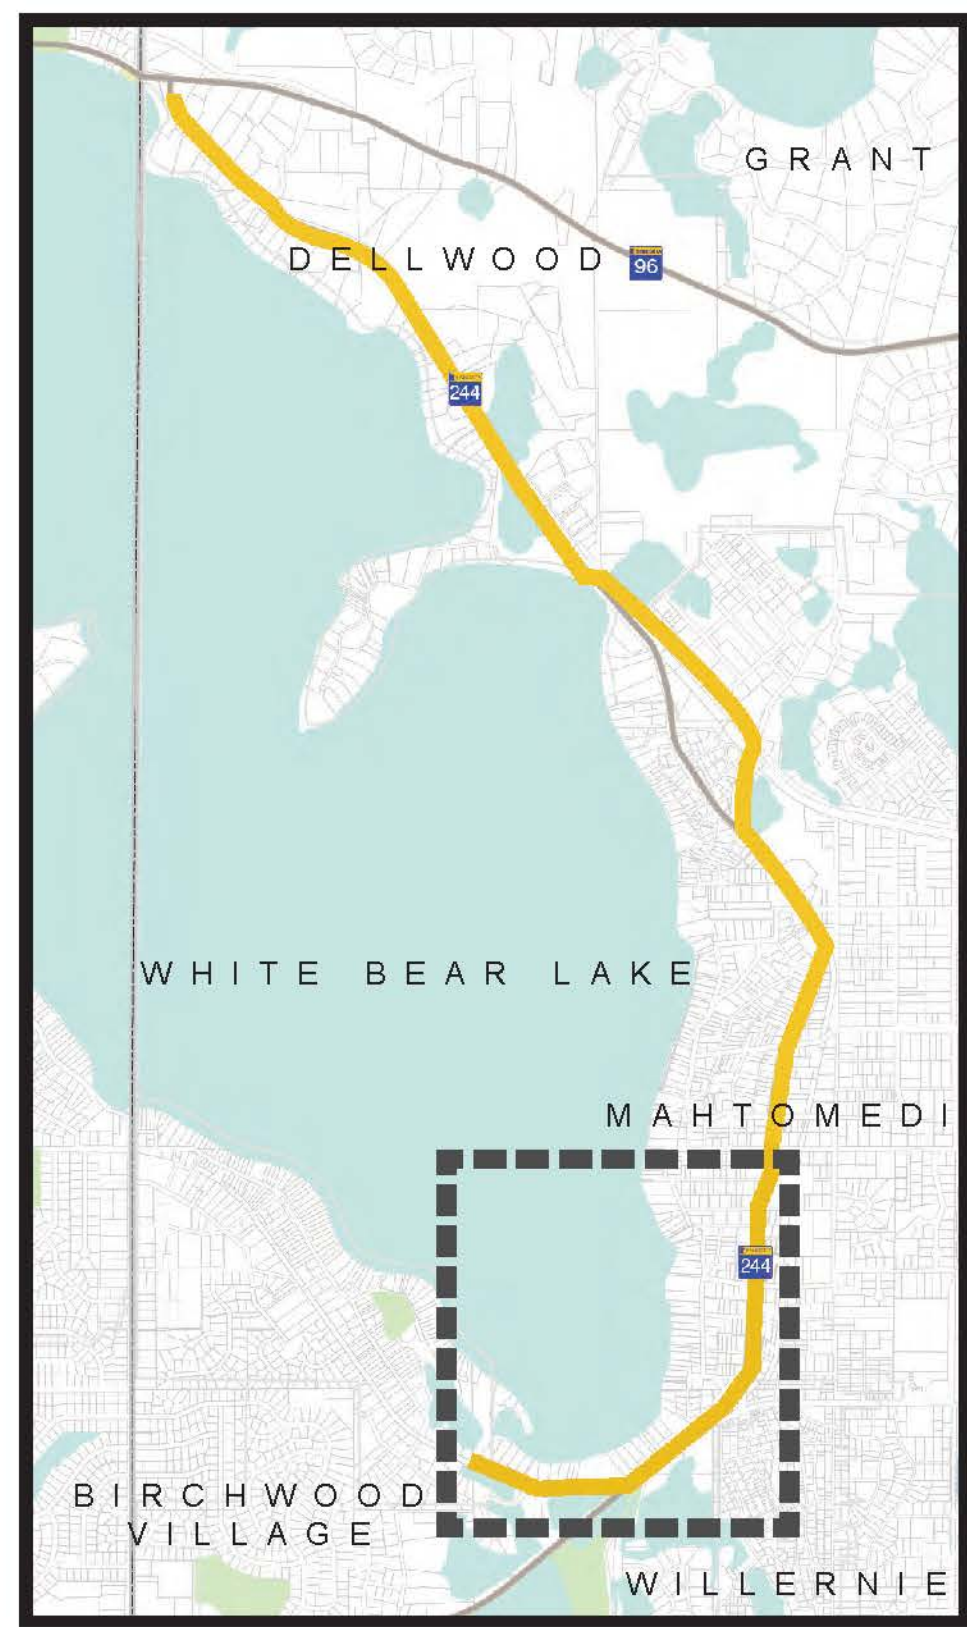 GRANT
DELLWOOD
96
244
WHITE BEAR LAKE
MAHTOMEDI
244
BIRCHWOOD
VILLAGE
WILLERNIE